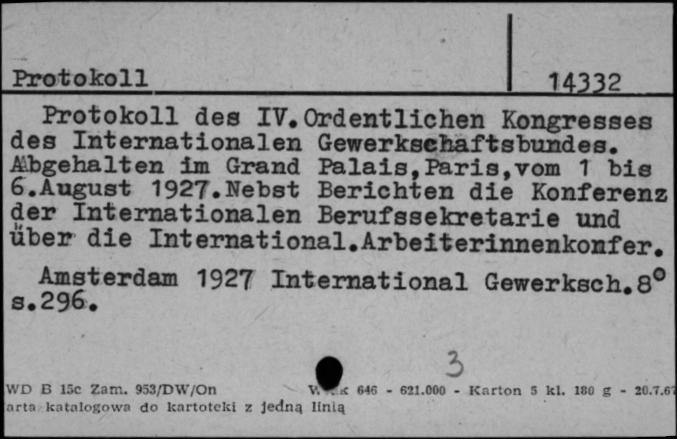 Protokoll 14332
Protokoll des IV.Ordentlichen Kongresses
des Internationalen Gewerkschaftsbundes.
Abgehalten im Grand Palais,Paris,vom 1 bis
6.August 1927.Nebst Berichten die Konferenz
der Internationalen Berufssekretarie und
über die International.Arbeiterinnenkonfer.
Amsterdam 1927 International Gewerksch.8°
s.296.
3
WD B 15c Zam. 953/DW/On 646 - 621.000 - Karton 5 kl. 180 g - 20.7.67
arta katalogowa do kartoteki z jedną linią